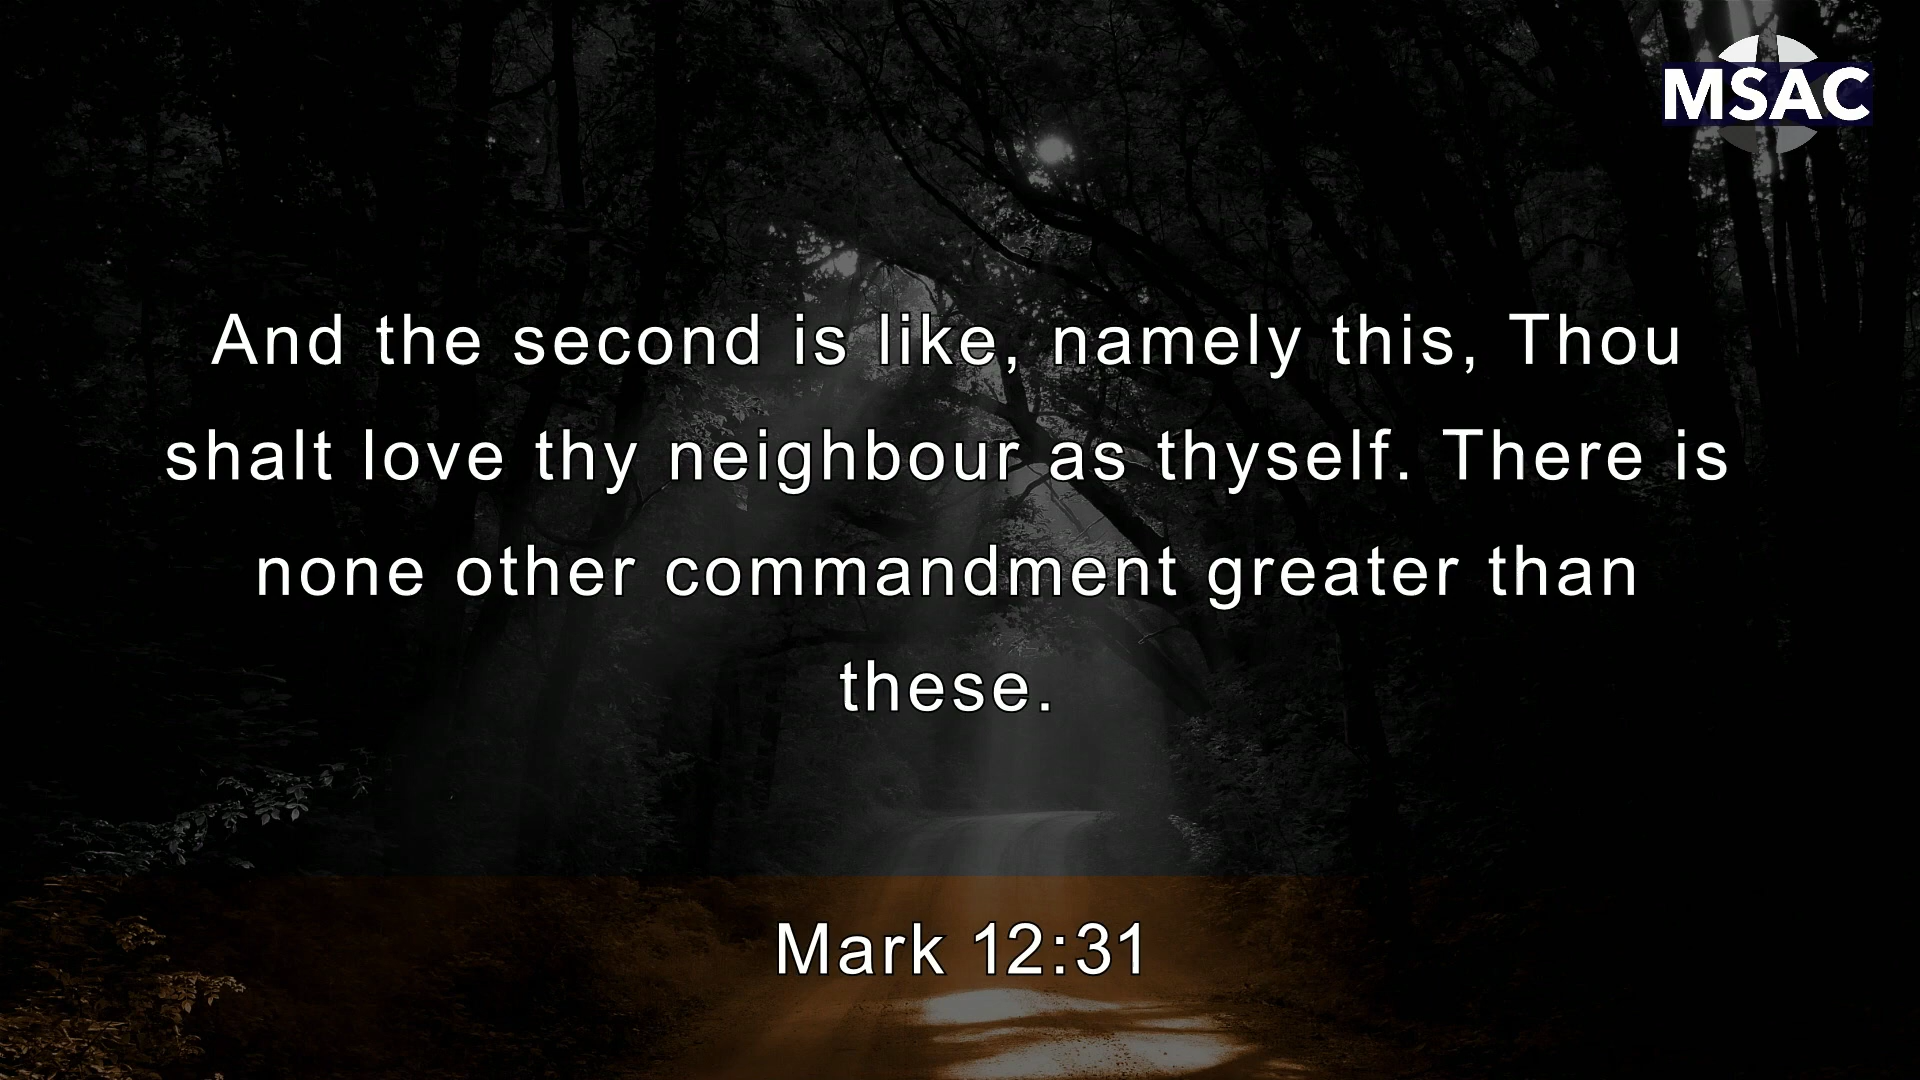 MSAC
And the second is like, namely this, Thou
shalt love thy neighbour as thyself. There is
none other commandment greater than
these.
Mark 12:31